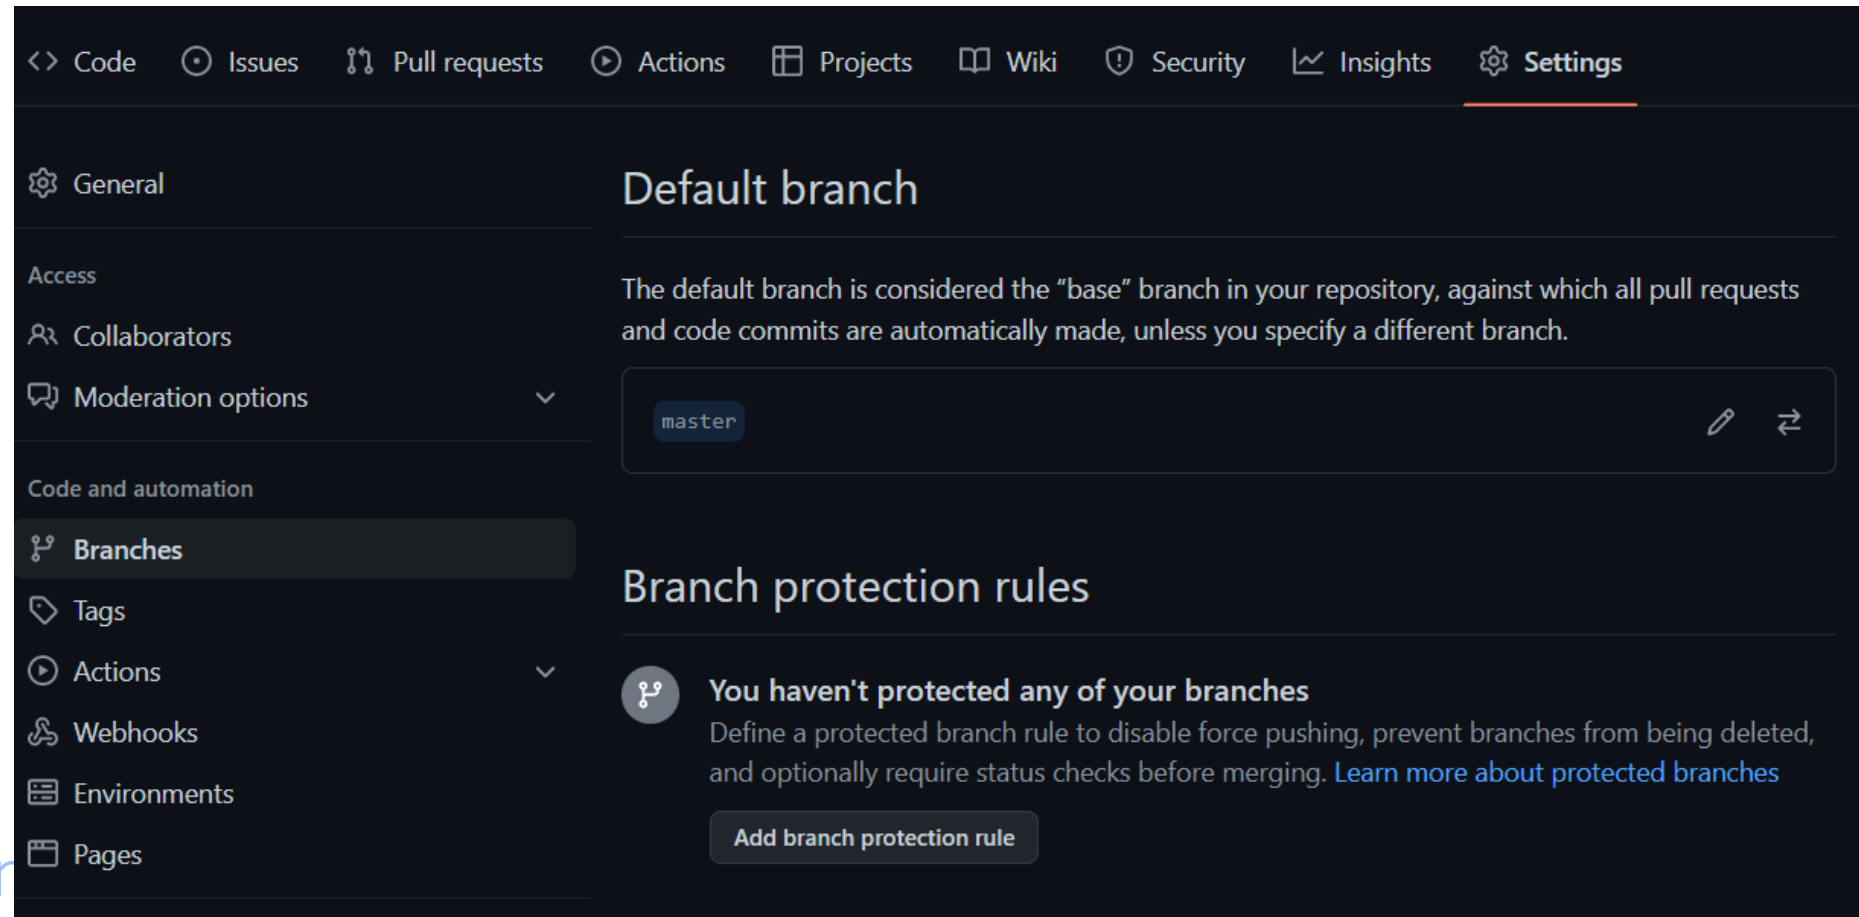 Code Issues Pull requests Actions Projects Wiki Security Insights Settings
General
Access
Collaborators
Moderation options
Code and automation
Branches
Tags
Actions
Webhooks
Environments
Pages
Default branch
The default branch is considered the “base” branch in your repository, against which all pull requests
and code commits are automatically made, unless you specify a different branch.
master
Branch protection rules
You haven't protected any of your branches
Define a protected branch rule to disable force pushing, prevent branches from being deleted,
and optionally require status checks before merging. Learn more about protected branches
Add branch protection rule